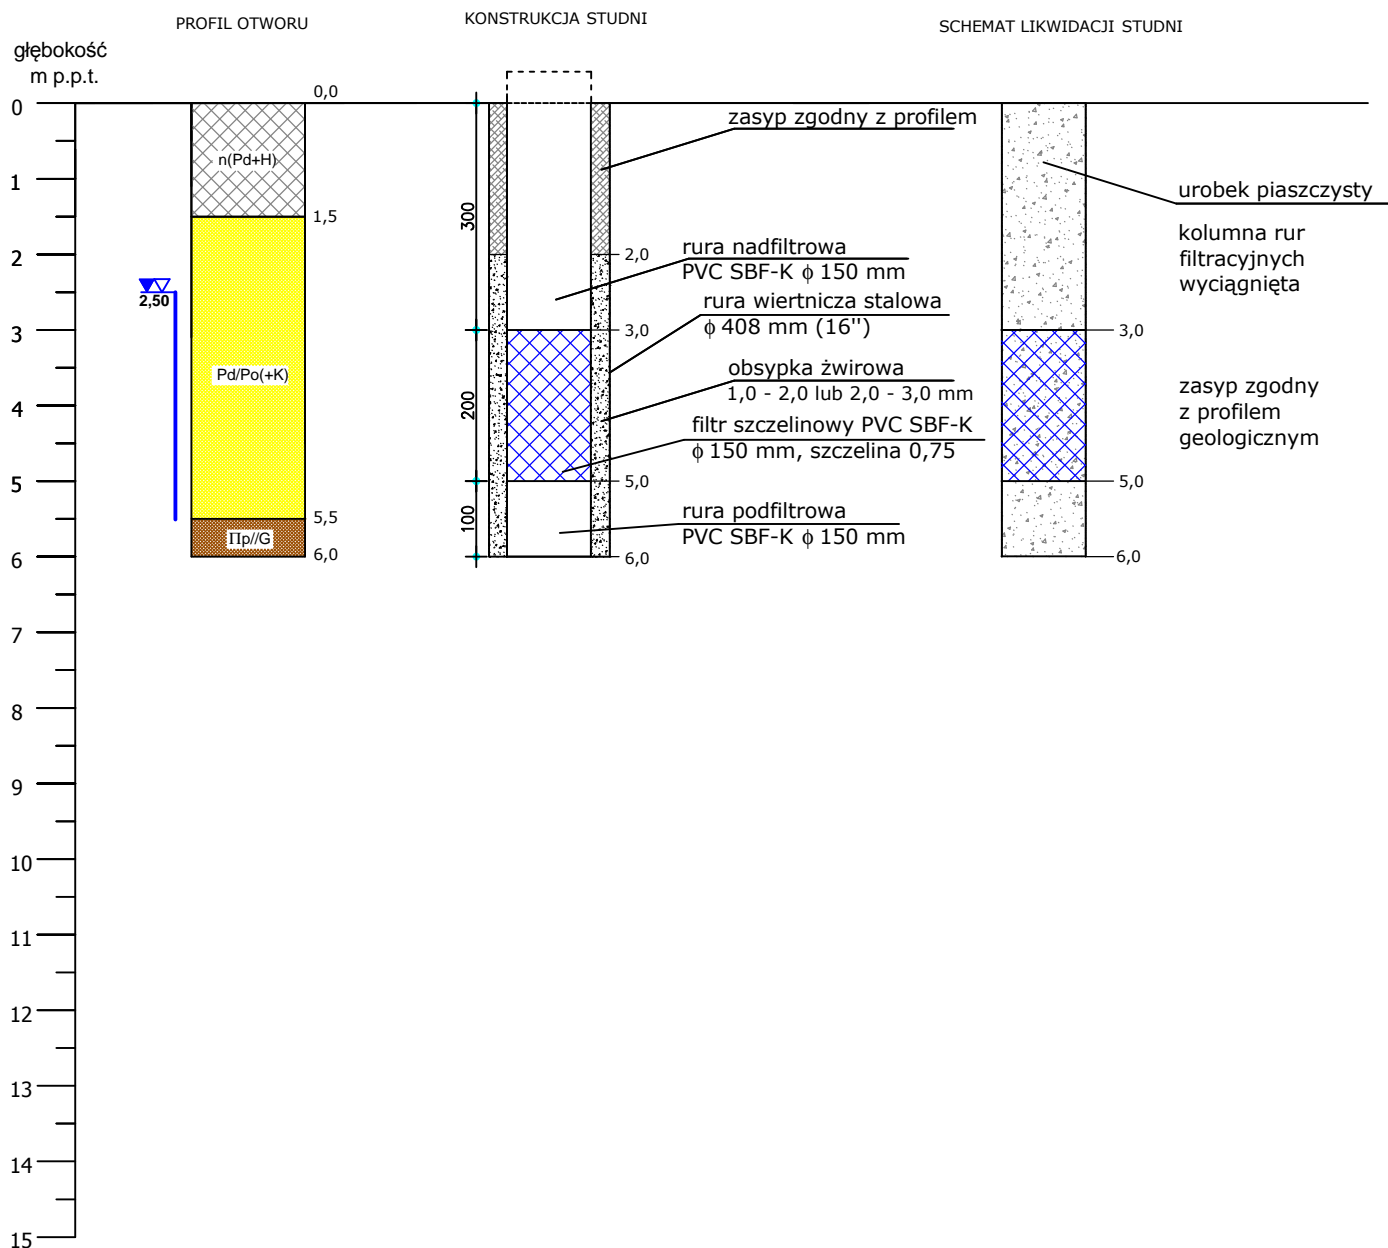 PROFIL OTWORU
KONSTRUKCJA STUDNI
SCHEMAT LIKWIDACJI STUDNI
głębokość
m p.p.t.
0
1
2
3
4
5
6
7
8
9
10
11
12
13
14
15
0,0
n(Pd+H)
1,5
2,50
Pd/Po(+K)
5,5
Πp//G
6,0
300
200
100
zasyp zgodny z profilem
2,0
rura nadfiltrowa
PVC SBF-K ϕ 150 mm
rura wiertnicza stalowa
ϕ 408 mm (16")
3,0
obsypka żwirowa
1,0 - 2,0 lub 2,0 - 3,0 mm
filtr szczelinowy PVC SBF-K
ϕ 150 mm, szczelina 0,75
5,0
rura podfiltrowa
PVC SBF-K ϕ 150 mm
6,0
urobek piaszczysty
kolumna rur
filtracyjnych
wyciągnięta
3,0
zasyp zgodny
z profilem
geologicznym
5,0
6,0